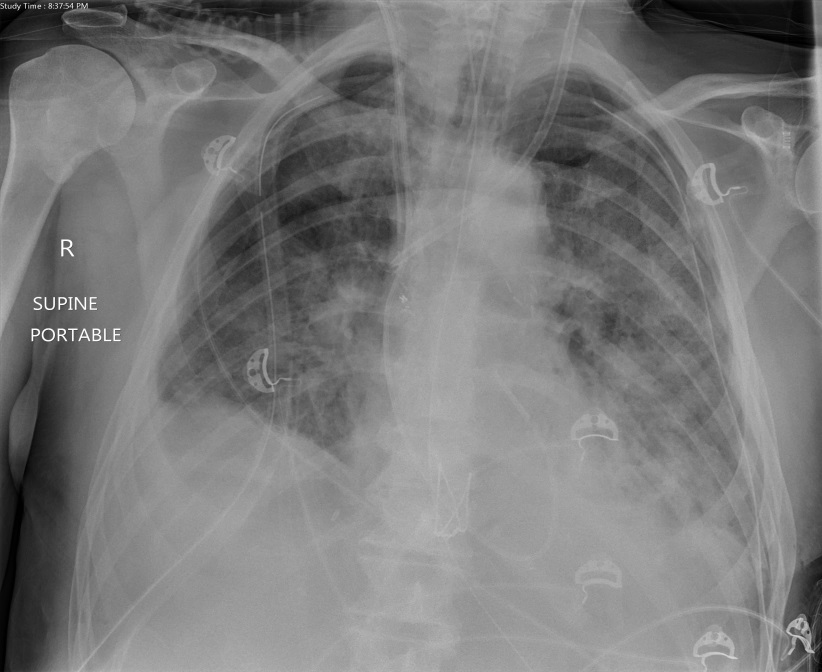 Study Time : 8:37:54 PM
R
SUPINE
PORTABLE